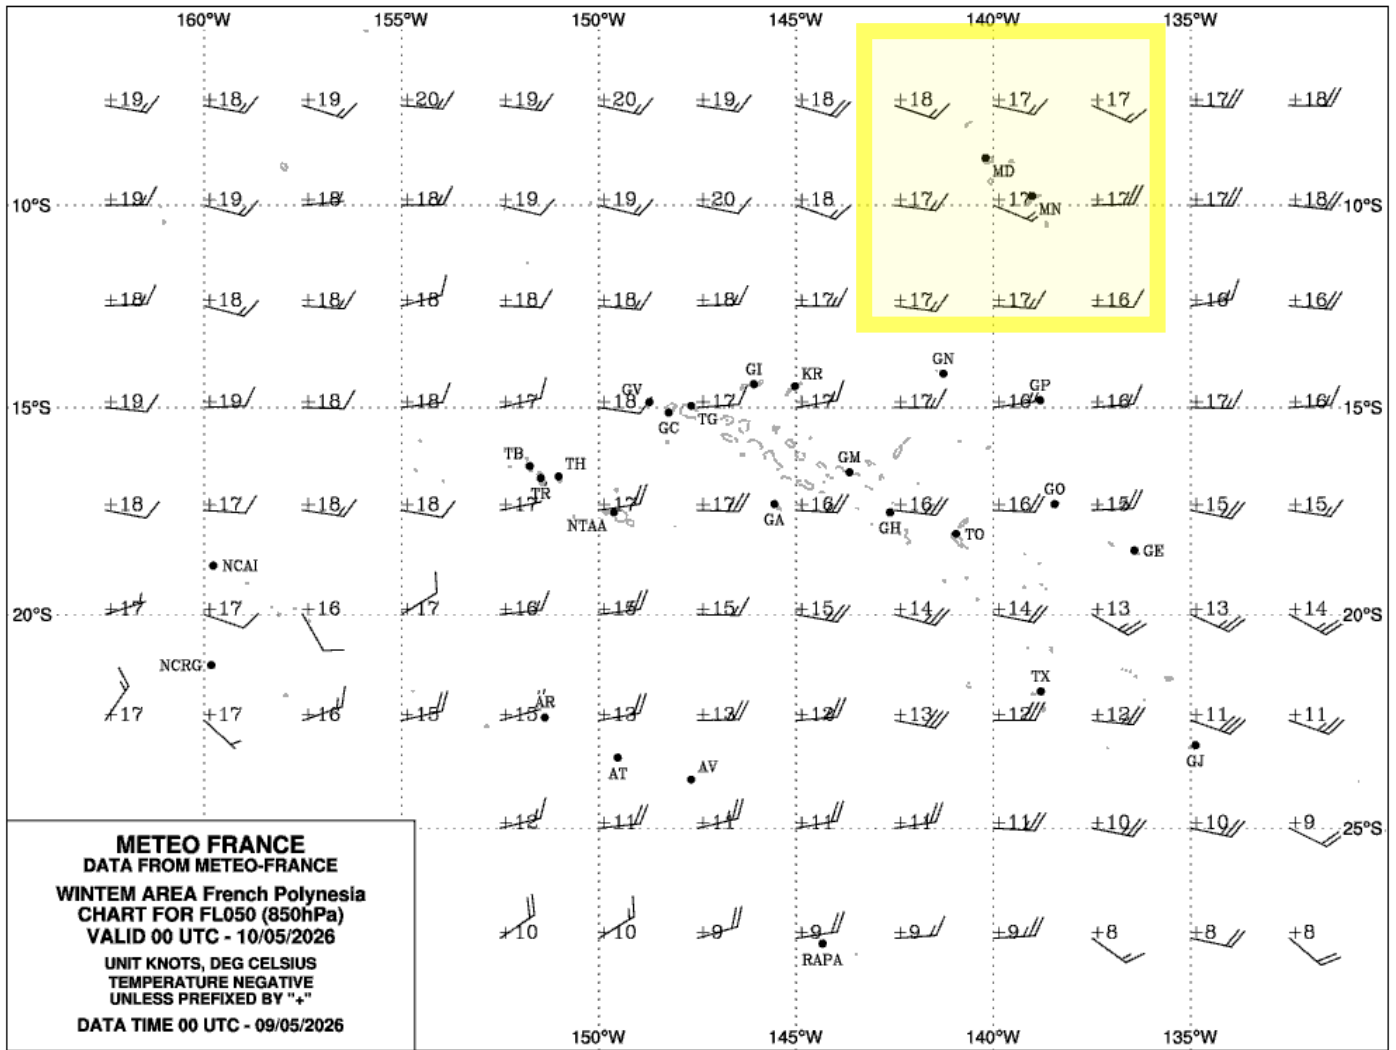 160°W 155°W 150°W 145°W 140°W 135°W
+19 +18 +19 +20 +19 +20 +19 +18 +18 +17 +17 +17 +18
MD
+19 +19 +18 +18 +19 +19 +20 +18 +17 +17 +17 +17 +18
10°S 10°S
MN
+18 +18 +18 +18 +18 +18 +18 +17 +17 +17 +16 +16 +16
GN
GI KR
GV GP
+19 +19 +18 +18 +17 +18 +17 +17 +17 +16 +16 +17 +16
15°S 15°S
GC TG
TB TH GM
TR GO
+18 +17 +18 +18 +17 +17 +17 +16 +16 +16 +15 +15 +15
NTAA GA GH TO
GE
NCAI
+17 +17 +16 +17 +16 +15 +15 +15 +14 +14 +13 +13 +14
20°S 20°S
NCRG
TX
AR
+17 +17 +16 +15 +15 +13 +13 +12 +13 +12 +12 +11 +11
GJ
AT AV
+12 +11 +11 +11 +11 +11 +10 +10 +9
25°S
+10 +10 +9 +9 +9 +9 +8 +8 +8
RAPA
METEO FRANCE
DATA FROM METEO-FRANCE
WINTEM AREA French Polynesia
CHART FOR FL050 (850hPa)
VALID 00 UTC - 10/05/2026
UNIT KNOTS, DEG CELSIUS
TEMPERATURE NEGATIVE
UNLESS PREFIXED BY "+"
DATA TIME 00 UTC - 09/05/2026
150°W 145°W 140°W 135°W